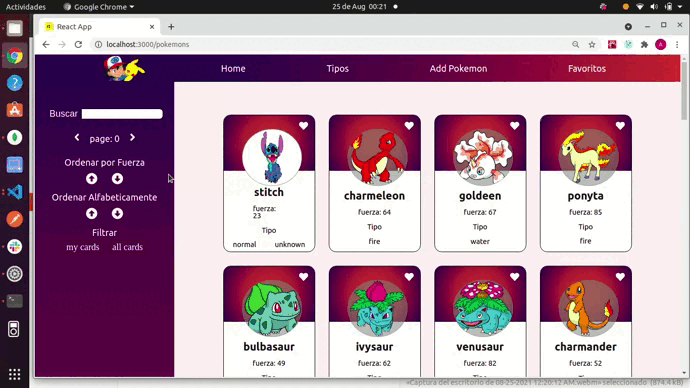 Actividades
Google Chrome
25 de Aug 00:21
React App
localhost:3000/pokemons
Home
Tipos
Add Pokemon
Favoritos
Buscar
page: 0
Ordenar por Fuerza
Ordenar Alfabeticamente
Filtrar
my cards all cards
stitch
fuerza:
23
Tipo
normal unknown
charmeleon
fuerza: 64
Tipo
fire
goldeen
fuerza: 67
Tipo
water
ponyta
fuerza: 85
Tipo
fire
bulbasaur
fuerza: 49
ivysaur
fuerza: 62
venusaur
fuerza: 82
charmander
fuerza: 52
«Captura del escritorio de 08-25-2021 12:20:12 AM.webm» seleccionado (874.4 kB)